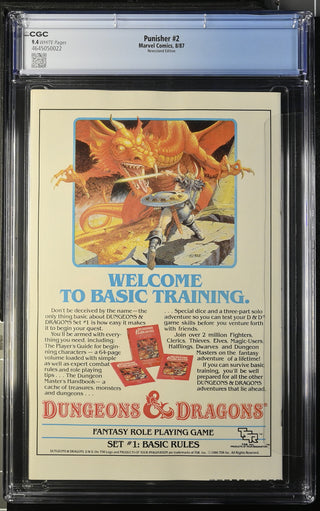 CGC
9.4 WHITE Pages
4645050022
Punisher #2
Marvel Comics, 8/87
Newsstand Edition
WELCOME
TO BASIC TRAINING.
Don't be deceived by the name—the
only thing basic about DUNGEONS &
DRAGONS Set #1 is how easy it makes
it to begin your quest.
You'll be armed with every-
thing you need, including:
The Player's Guide for begin-
ning characters — a 64-page
volume loaded with simple
as well as expert combat
rules and role playing
tips . . . The Dungeon
Masters Handbook — a
cache of treasures, monsters
and dungeons . . .
. . . Special dice and a three-part solo
adventure so you can test your D & D®
game skills before you venture forth
with friends.
Join over 2 million Fighters,
Clerics, Thieves, Elves, Magic-Users,
Halflings, Dwarves and Dungeon
Masters on the fantasy
adventure of a lifetime!
If you can survive basic
training, you'll be well
prepared for all the other
DUNGEONS & DRAGONS
adventures that lie ahead.
DUNGEONS & DRAGONS®
FANTASY ROLE PLAYING GAME
SET #1: BASIC RULES